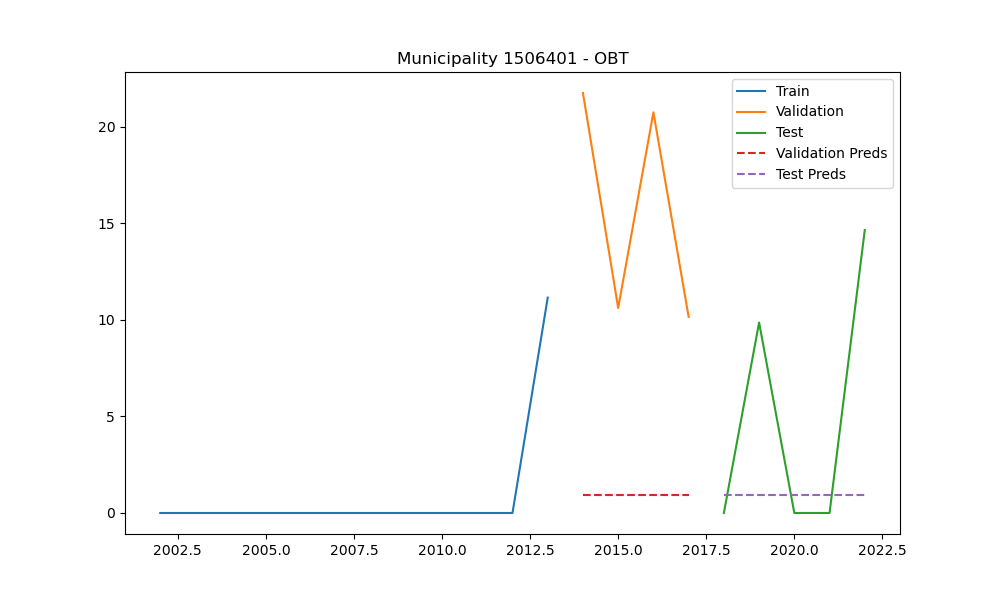 Municipality 1506401 - OBT
Train
Validation
Test
Validation Preds
Test Preds
20
15
10
5
0
2002.5 2005.0 2007.5 2010.0 2012.5 2015.0 2017.5 2020.0 2022.5